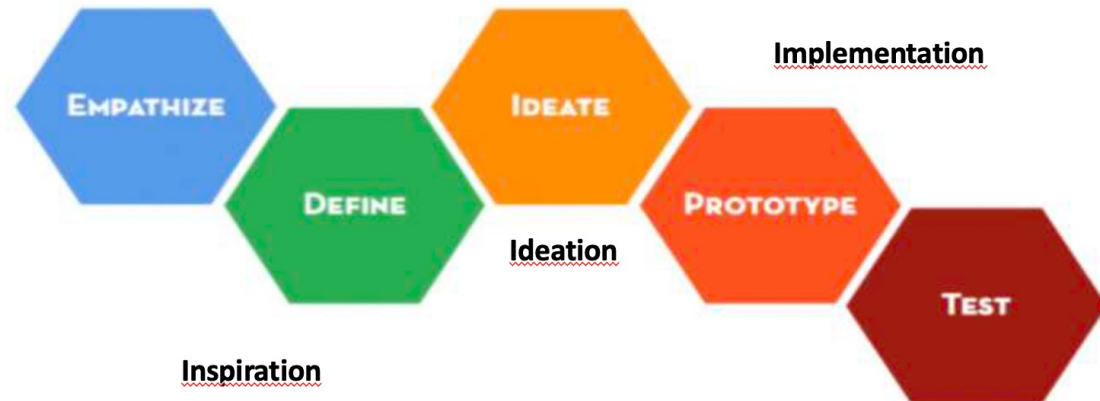 Implementation
EMPATHIZE
IDEATE
DEFINE
PROTOTYPE
Ideation
TEST
Inspiration